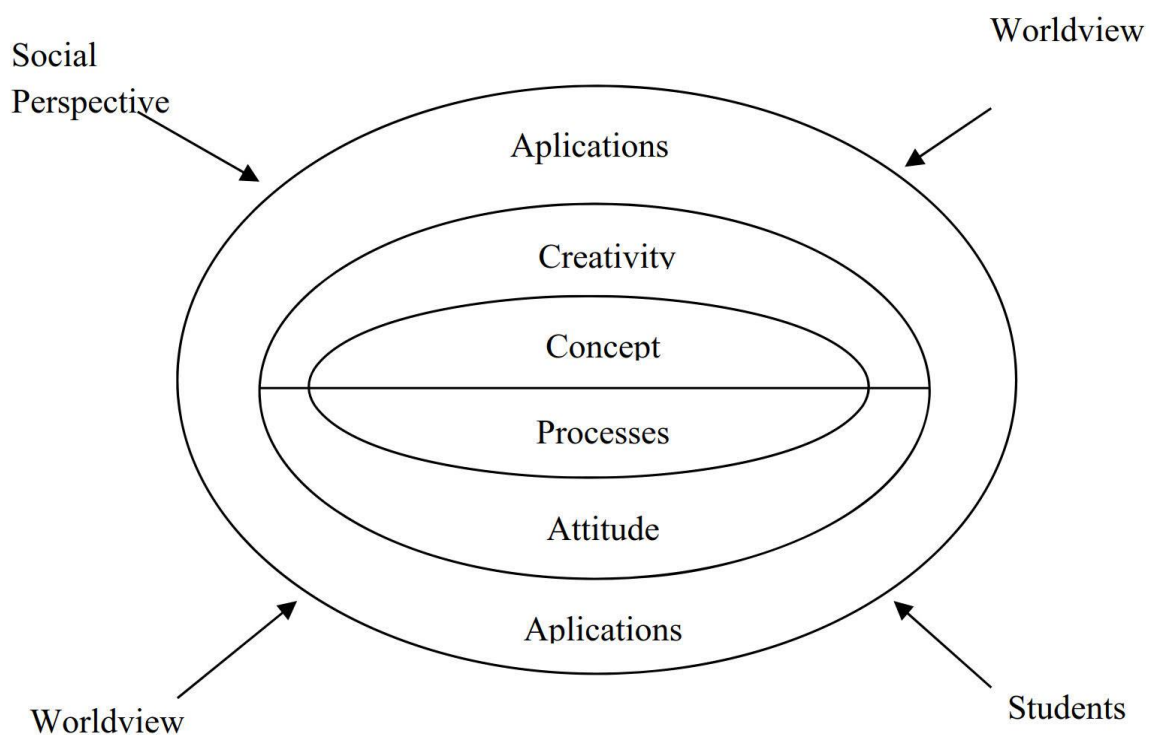 Social
Perspective
Worldview
Aplications
Creativity
Concept
Processes
Attitude
Aplications
Worldview
Students